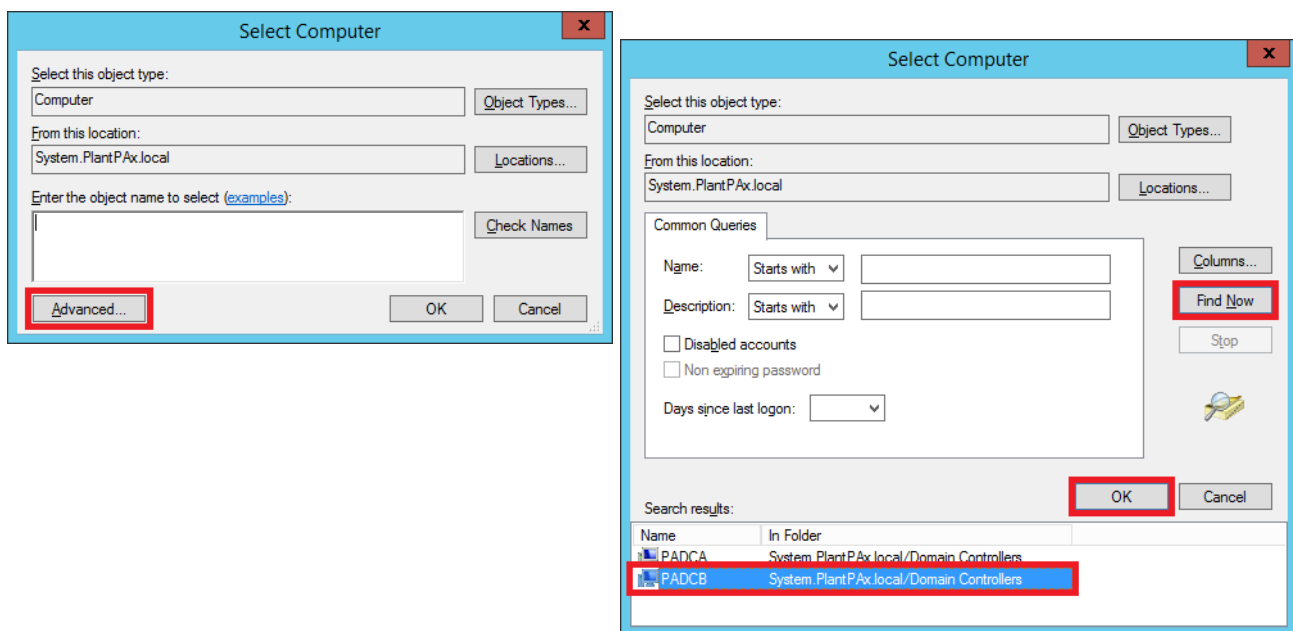 Select Computer
x
Select this object type:
Computer
Object Types...
From this location:
System.PlantPAx.local
Locations...
Enter the object name to select (examples):
Check Names
Advanced...
OK
Cancel
Select Computer
x
Select this object type:
Computer
Object Types...
From this location:
System.PlantPAx.local
Locations...
Common Queries
Name:
Starts with
Columns...
Description:
Starts with
Find Now
Disabled accounts
Stop
Non expiring password
Days since last logon:
OK
Cancel
Search results:
Name In Folder
PADCA System.PlantPAx.local/Domain Controllers
PADCB System.PlantPAx.local/Domain Controllers